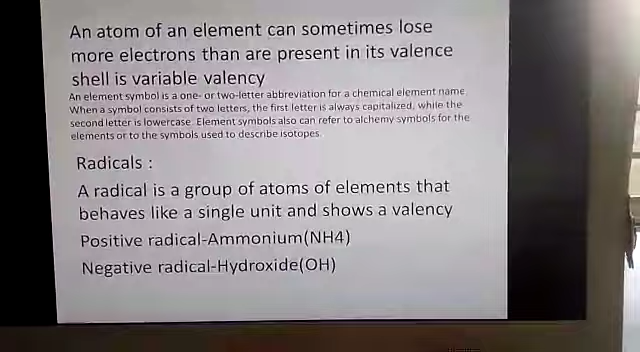 An atom of an element can sometimes lose
more electrons than are present in its valence
shell is variable valency
An element symbol is a one- or two-letter abbreviation for a chemical element name.
When a symbol consists of two letters, the first letter is always capitalized, while the
second letter is lowercase. Element symbols also can refer to alchemy symbols for the
elements or to the symbols used to describe isotopes.
Radicals :
A radical is a group of atoms of elements that
behaves like a single unit and shows a valency
Positive radical-Ammonium(NH4)
Negative radical-Hydroxide(OH)